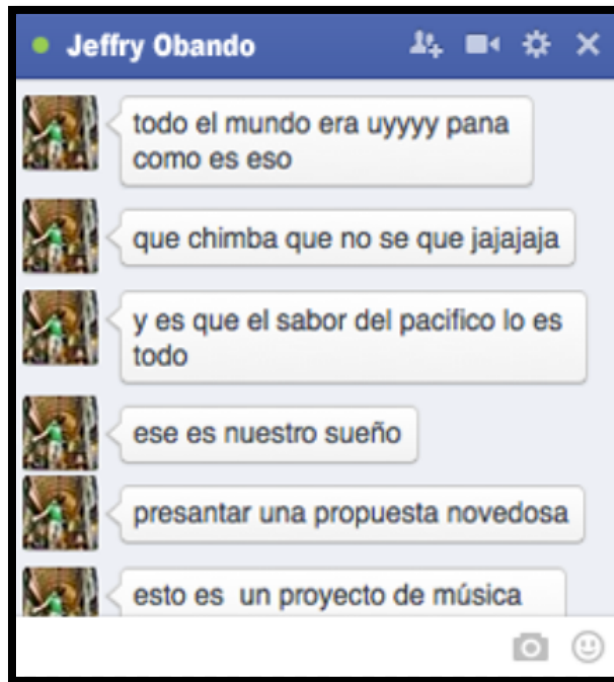 Jeffry Obando
todo el mundo era uyyyy pana
como es eso
que chimba que no se que jajajaja
y es que el sabor del pacifico lo es
todo
ese es nuestro sueño
presantar una propuesta novedosa
esto es un proyecto de música